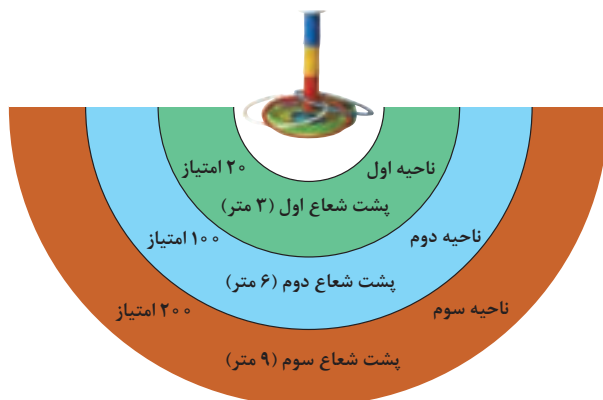 ناحیه اول
۲۰ امتیاز
پشت شعاع اول (۳ متر)
ناحیه دوم
۱۰۰ امتیاز
پشت شعاع دوم (۶ متر)
ناحیه سوم
۲۰۰ امتیاز
پشت شعاع سوم (۹ متر)